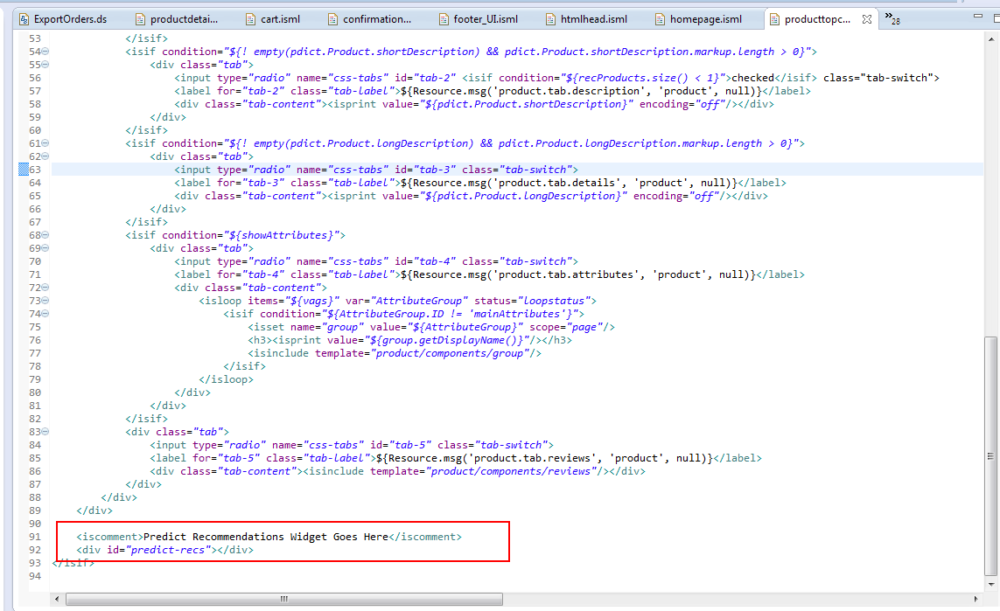 ExportOrders.ds productdetai... cart.isml confirmation... footer_UI.isml htmlhead.isml homepage.isml producttopc... »28
53 </isif>
54 <isif condition="${! empty(pdict.Product.shortDescription) && pdict.Product.shortDescription.markup.length > 0}">
55 <div class="tab">
56 <input type="radio" name="css-tabs" id="tab-2" <isif condition="${recProducts.size() < 1}">checked</isif> class="tab-switch">
57 <label for="tab-2" class="tab-label">${Resource.msg('product.tab.description', 'product', null)}</label>
58 <div class="tab-content"><isprint value="${pdict.Product.shortDescription}" encoding="off"/></div>
59 </div>
60 </isif>
61 <isif condition="${! empty(pdict.Product.longDescription) && pdict.Product.longDescription.markup.length > 0}">
62 <div class="tab">
63 <input type="radio" name="css-tabs" id="tab-3" class="tab-switch">
64 <label for="tab-3" class="tab-label">${Resource.msg('product.tab.details', 'product', null)}</label>
65 <div class="tab-content"><isprint value="${pdict.Product.longDescription}" encoding="off"/></div>
66 </div>
67 </isif>
68 <isif condition="${showAttributes}">
69 <div class="tab">
70 <input type="radio" name="css-tabs" id="tab-4" class="tab-switch">
71 <label for="tab-4" class="tab-label">${Resource.msg('product.tab.attributes', 'product', null)}</label>
72 <div class="tab-content">
73 <isloop items="${vags}" var="AttributeGroup" status="loopstatus">
74 <isif condition="${AttributeGroup.ID != 'mainAttributes'}">
75 <isset name="group" value="${AttributeGroup}" scope="page"/>
76 <h3><isprint value="${group.getDisplayName()}"/></h3>
77 <isinclude template="product/components/group"/>
78 </isif>
79 </isloop>
80 </div>
81 </div>
82 </isif>
83 <div class="tab">
84 <input type="radio" name="css-tabs" id="tab-5" class="tab-switch">
85 <label for="tab-5" class="tab-label">${Resource.msg('product.tab.reviews', 'product', null)}</label>
86 <div class="tab-content"><isinclude template="product/components/reviews"/></div>
87 </div>
88 </div>
89 </div>
90
91 <iscomment>Predict Recommendations Widget Goes Here</iscomment>
92 <div id="predict-recs"></div>
93 </isif>
94